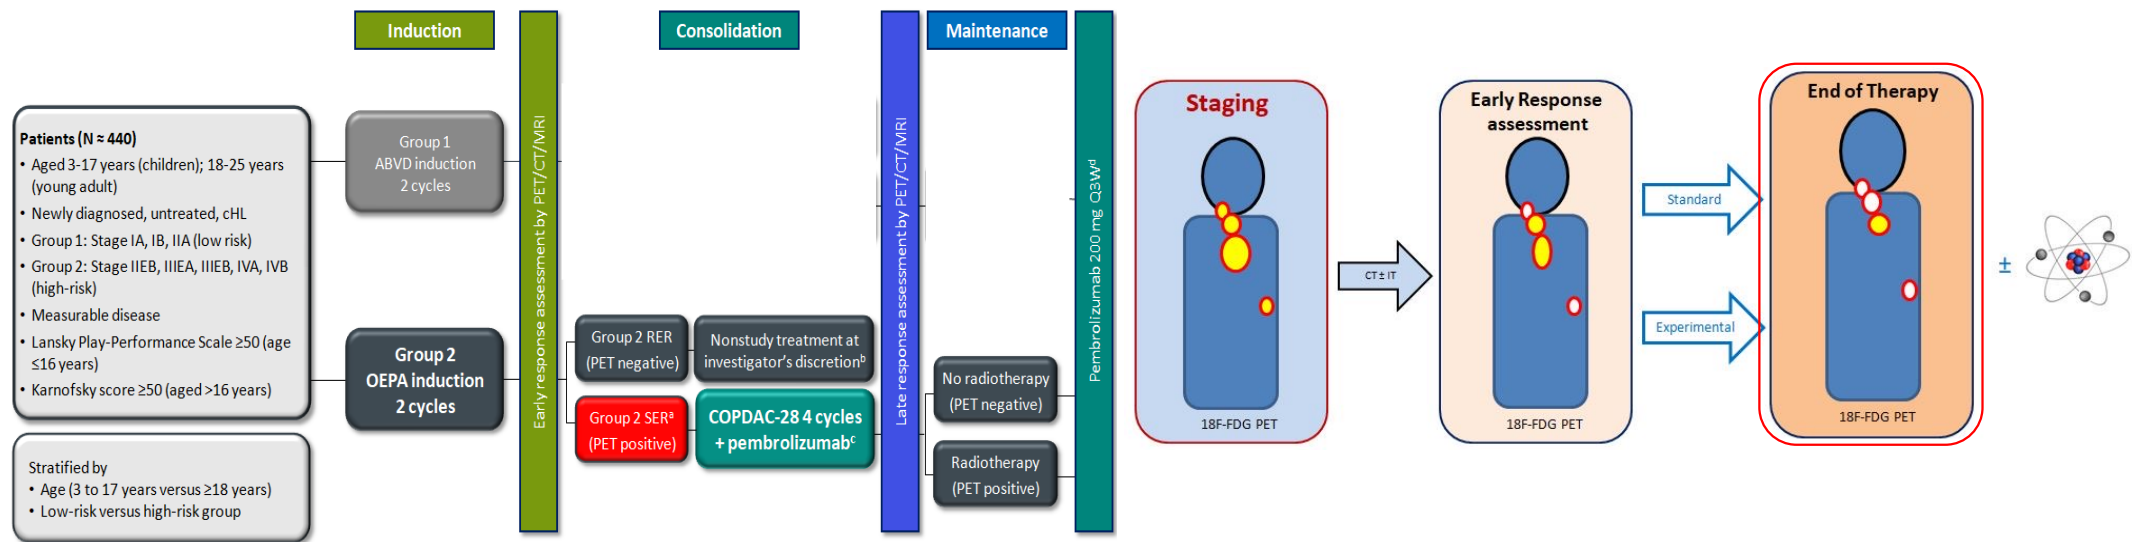 Induction
Consolidation
Maintenance
Patients (N ≈ 440)
• Aged 3-17 years (children); 18-25 years
(young adult)
• Newly diagnosed, untreated, cHL
• Group 1: Stage IA, IB, IIA (low risk)
• Group 2: Stage IIEB, IIIEA, IIIEB, IVA, IVB
(high-risk)
• Measurable disease
• Lansky Play-Performance Scale ≥50 (age
≤16 years)
• Karnofsky score ≥50 (aged >16 years)
Stratified by
• Age (3 to 17 years versus ≥18 years)
• Low-risk versus high-risk group
Group 1
ABVD induction
2 cycles
Group 2
OEPA induction
2 cycles
Early response assessment by PET/CT/MRI
Group 2 RER
(PET negative)
Nonstudy treatment at
investigator's discretionᵇ
Group 2 SERᵃ
(PET positive)
COPDAC-28 4 cycles
+ pembrolizumabᶜ
Late response assessment by PET/CT/MRI
No radiotherapy
(PET negative)
Radiotherapy
(PET positive)
Pembrolizumab 200 mg Q3Wᵈ
Staging
18F-FDG PET
CT ± IT
Early Response
assessment
18F-FDG PET
Standard
Experimental
End of Therapy
18F-FDG PET
±